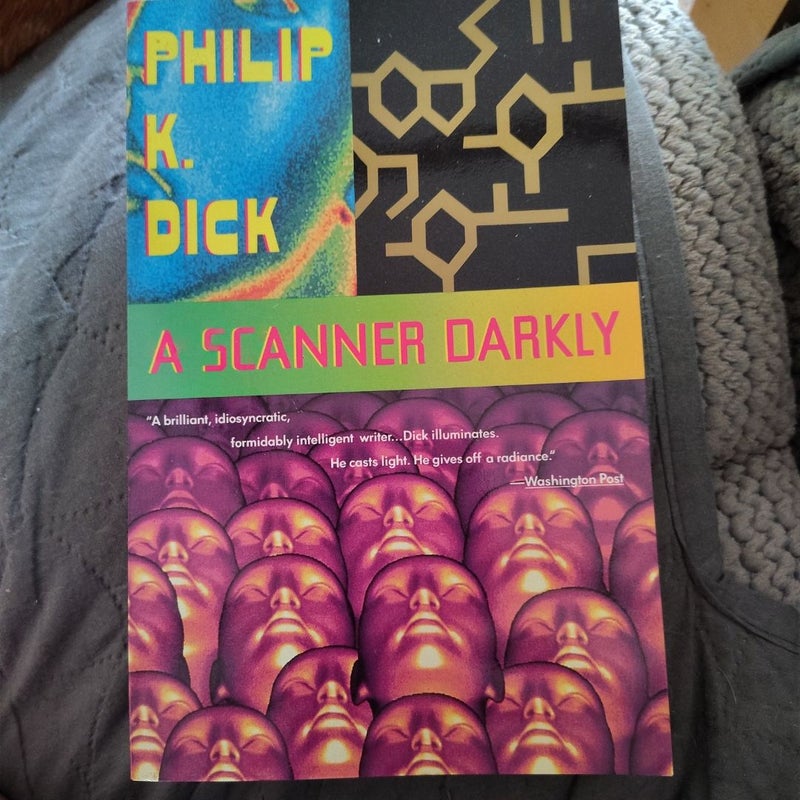 PHILIP
K.
DICK
A SCANNER DARKLY
“A brilliant, idiosyncratic,
formidably intelligent writer...Dick illuminates.
He casts light. He gives off a radiance.”
—Washington Post